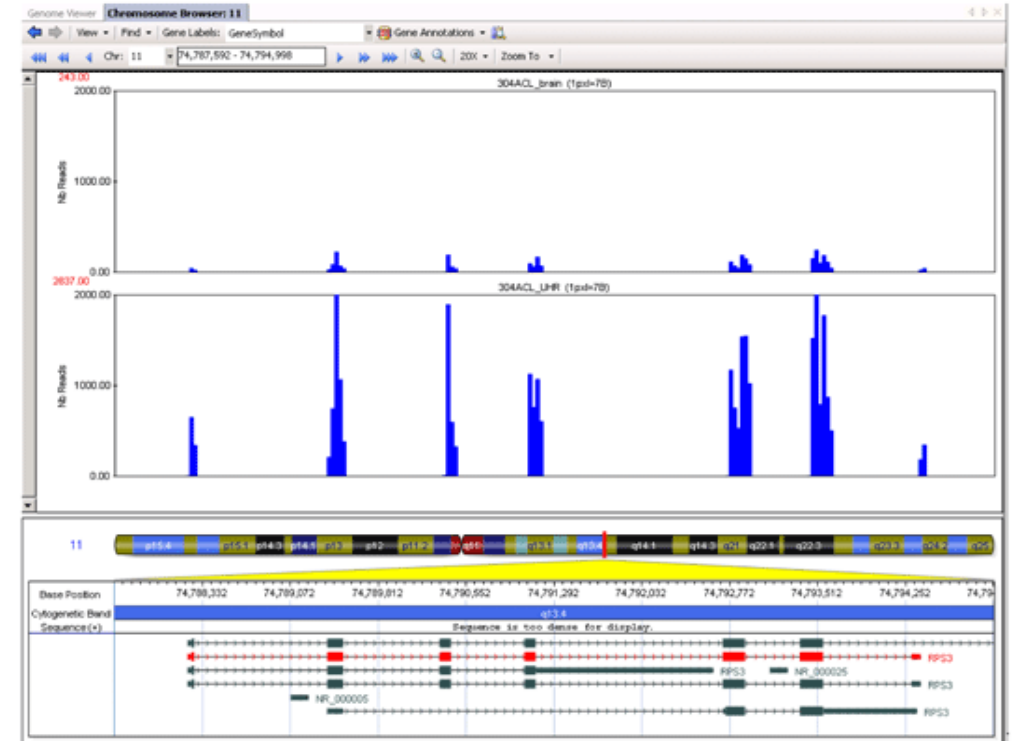 Genome Viewer Chromosome Browser: 11
View Find Gene Labels: GeneSymbol Gene Annotations
Chr: 11 74,787,592 - 74,794,998 20X Zoom To
243.00
304ACL_brain (1pxl=7B)
2000.00
Nb Reads
1000.00
0.00
2637.00
304ACL_UHR (1pxl=7B)
2000.00
Nb Reads
1000.00
0.00
11 p15.4 p15.1 p14.3 p14.1 p13 p12 p11.2 q11 q13.1 q13.4 q14.1 q14.3 q21 q22.1 q22.3 q23.3 q24.2 q25
Base Position 74,788,332 74,789,072 74,789,812 74,790,552 74,791,292 74,792,032 74,792,772 74,793,512 74,794,252 74,79
Cytogenetic Band q13.4
Sequence(+) Sequence is too dense for display.
RPS3
RPS3 NR_000025
RPS3
NR_000005
RPS3